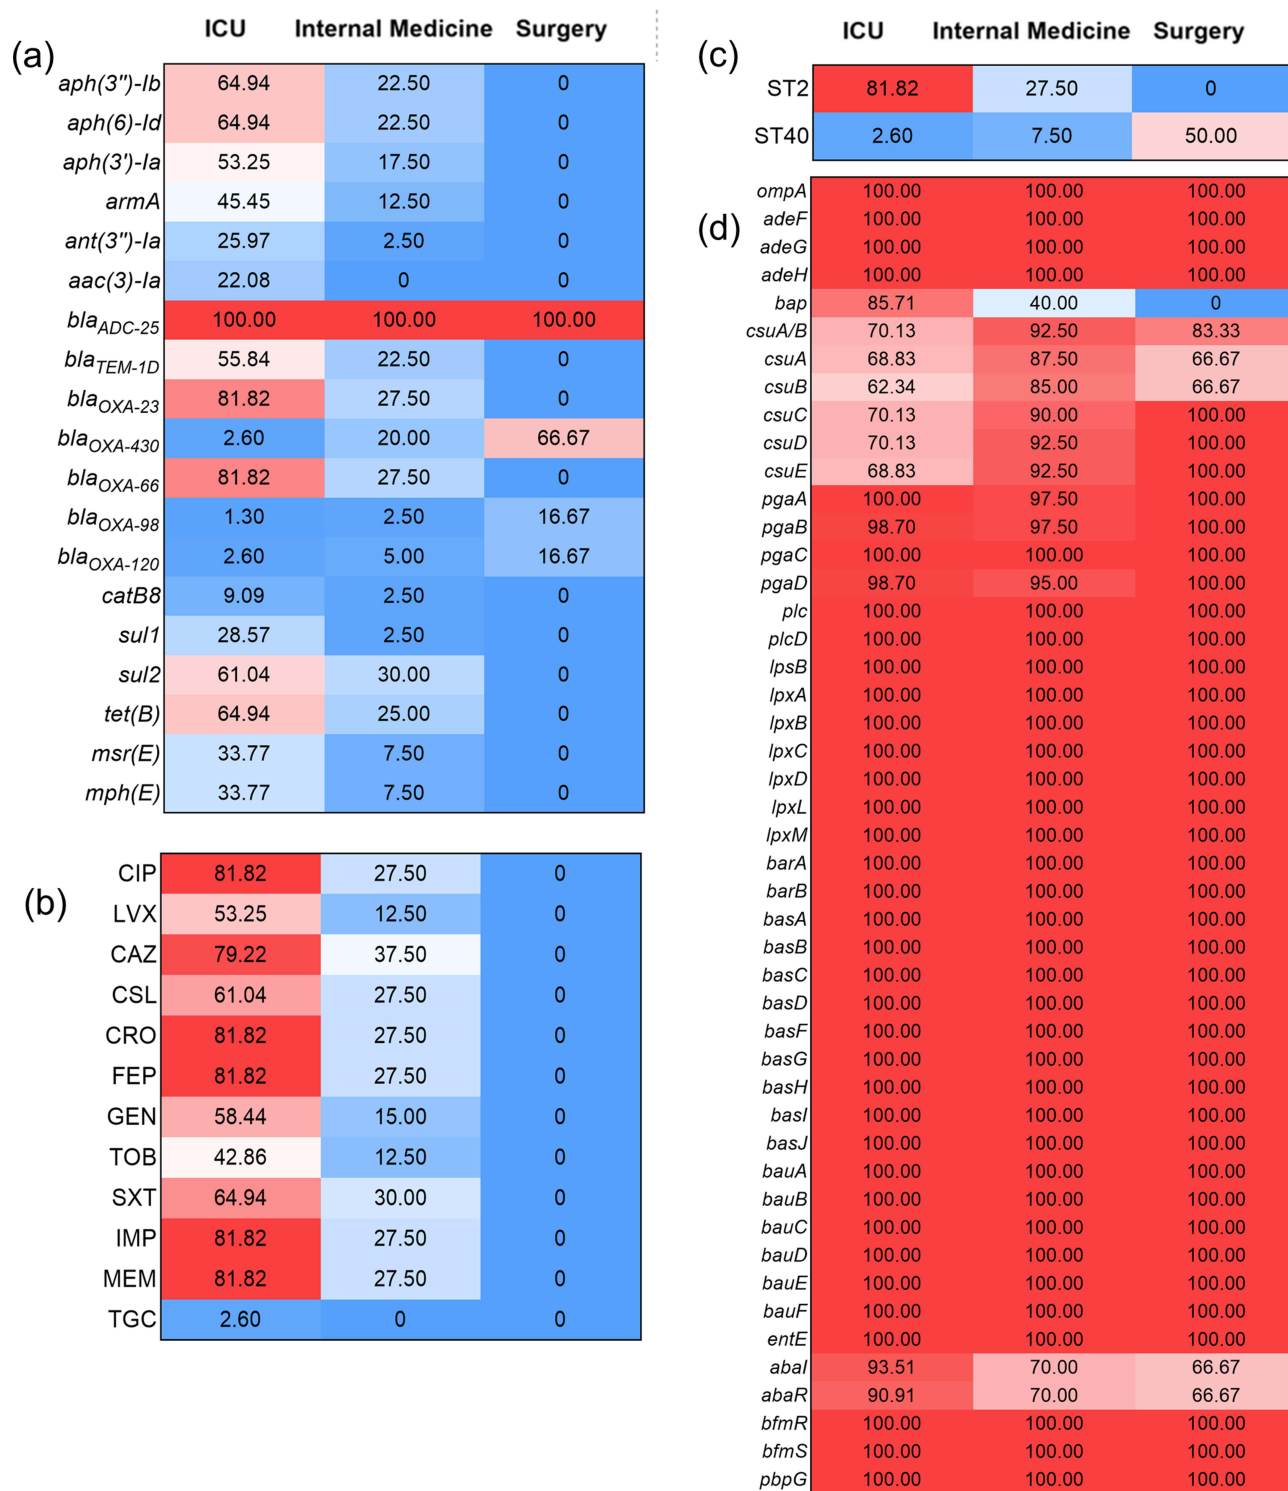 ICU Internal Medicine Surgery
(a)
aph(3'')-Ib 64.94 22.50 0
aph(6)-Id 64.94 22.50 0
aph(3')-Ia 53.25 17.50 0
armA 45.45 12.50 0
ant(3'')-Ia 25.97 2.50 0
aac(3)-Ia 22.08 0 0
blaADC-25 100.00 100.00 100.00
blaTEM-1D 55.84 22.50 0
blaOXA-23 81.82 27.50 0
blaOXA-430 2.60 20.00 66.67
blaOXA-66 81.82 27.50 0
blaOXA-98 1.30 2.50 16.67
blaOXA-120 2.60 5.00 16.67
catB8 9.09 2.50 0
sul1 28.57 2.50 0
sul2 61.04 30.00 0
tet(B) 64.94 25.00 0
msr(E) 33.77 7.50 0
mph(E) 33.77 7.50 0
(b)
CIP 81.82 27.50 0
LVX 53.25 12.50 0
CAZ 79.22 37.50 0
CSL 61.04 27.50 0
CRO 81.82 27.50 0
FEP 81.82 27.50 0
GEN 58.44 15.00 0
TOB 42.86 12.50 0
SXT 64.94 30.00 0
IMP 81.82 27.50 0
MEM 81.82 27.50 0
TGC 2.60 0 0
ICU Internal Medicine Surgery
(c)
ST2 81.82 27.50 0
ST40 2.60 7.50 50.00
(d)
ompA 100.00 100.00 100.00
adeF 100.00 100.00 100.00
adeG 100.00 100.00 100.00
adeH 100.00 100.00 100.00
bap 85.71 40.00 0
csuA/B 70.13 92.50 83.33
csuA 68.83 87.50 66.67
csuB 62.34 85.00 66.67
csuC 70.13 90.00 100.00
csuD 70.13 92.50 100.00
csuE 68.83 92.50 100.00
pgaA 100.00 97.50 100.00
pgaB 98.70 97.50 100.00
pgaC 100.00 100.00 100.00
pgaD 98.70 95.00 100.00
plc 100.00 100.00 100.00
plcD 100.00 100.00 100.00
lpsB 100.00 100.00 100.00
lpxA 100.00 100.00 100.00
lpxB 100.00 100.00 100.00
lpxC 100.00 100.00 100.00
lpxD 100.00 100.00 100.00
lpxL 100.00 100.00 100.00
lpxM 100.00 100.00 100.00
barA 100.00 100.00 100.00
barB 100.00 100.00 100.00
basA 100.00 100.00 100.00
basB 100.00 100.00 100.00
basC 100.00 100.00 100.00
basD 100.00 100.00 100.00
basF 100.00 100.00 100.00
basG 100.00 100.00 100.00
basH 100.00 100.00 100.00
basI 100.00 100.00 100.00
basJ 100.00 100.00 100.00
bauA 100.00 100.00 100.00
bauB 100.00 100.00 100.00
bauC 100.00 100.00 100.00
bauD 100.00 100.00 100.00
bauE 100.00 100.00 100.00
bauF 100.00 100.00 100.00
entE 100.00 100.00 100.00
abaI 93.51 70.00 66.67
abaR 90.91 70.00 66.67
bfmR 100.00 100.00 100.00
bfmS 100.00 100.00 100.00
pbpG 100.00 100.00 100.00